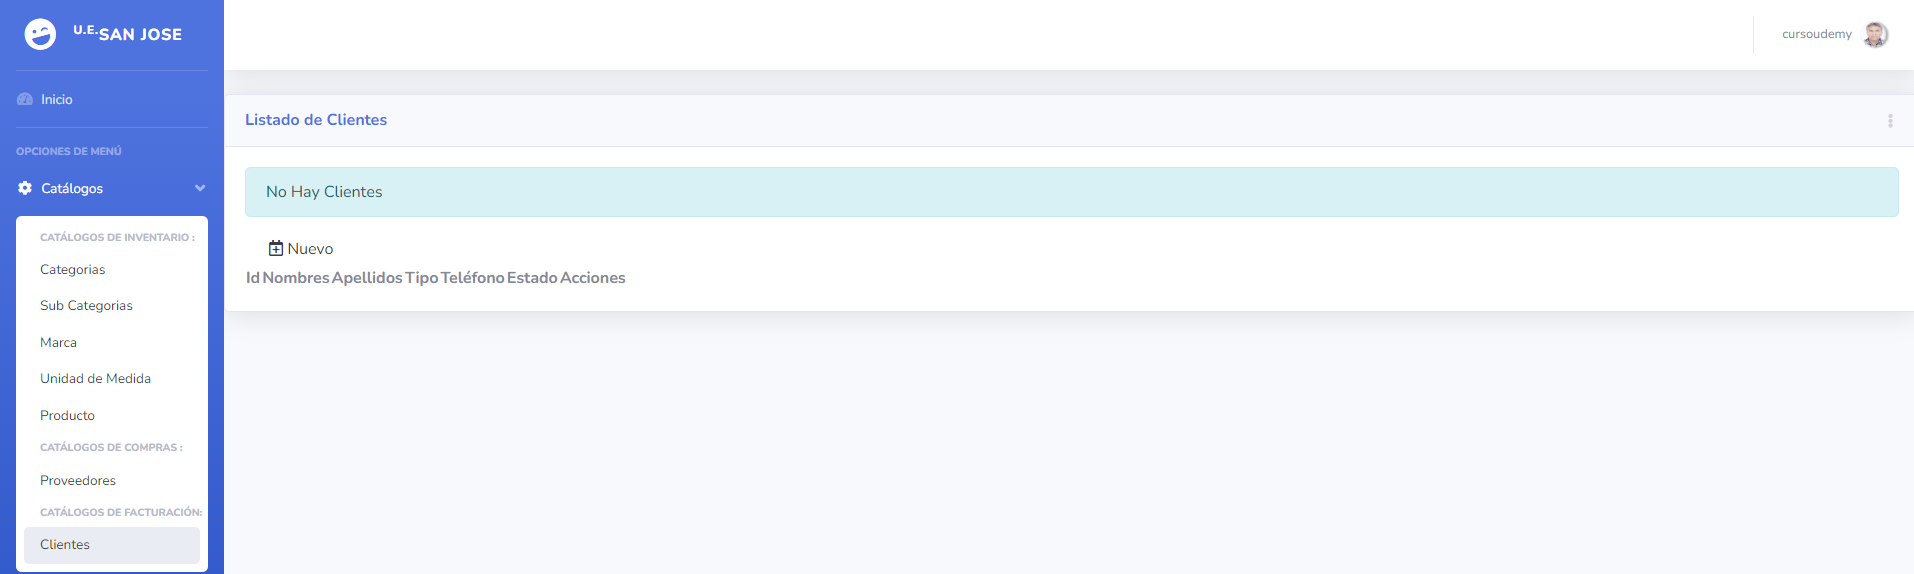 U.E.SAN JOSE
cursoudemy
Inicio
OPCIONES DE MENÚ
Catálogos
CATÁLOGOS DE INVENTARIO :
Categorias
Sub Categorias
Marca
Unidad de Medida
Producto
CATÁLOGOS DE COMPRAS :
Proveedores
CATÁLOGOS DE FACTURACIÓN:
Clientes
Listado de Clientes
No Hay Clientes
Nuevo
Id Nombres Apellidos Tipo Teléfono Estado Acciones